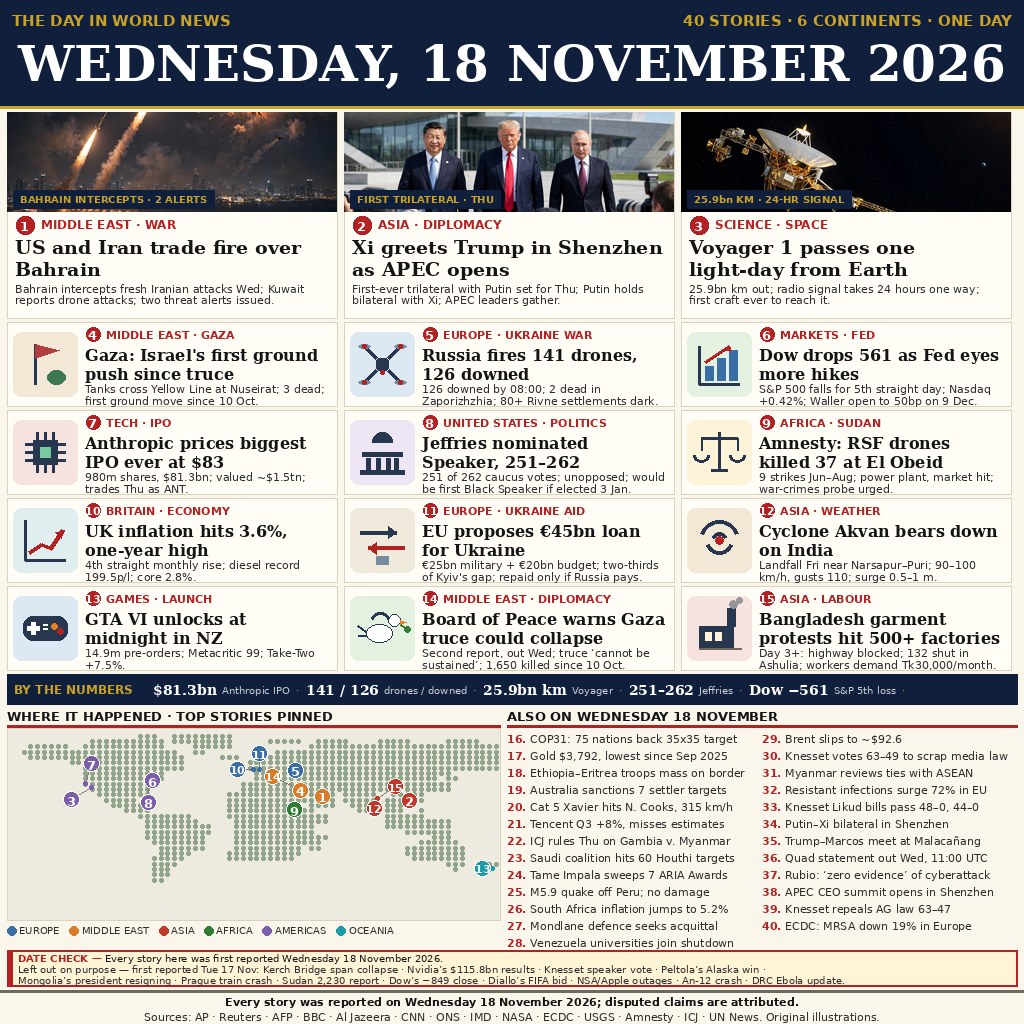 THE DAY IN WORLD NEWS
40 STORIES · 6 CONTINENTS · ONE DAY
WEDNESDAY, 18 NOVEMBER 2026
BAHRAIN INTERCEPTS · 2 ALERTS
1 MIDDLE EAST · WAR
US and Iran trade fire over
Bahrain
Bahrain intercepts fresh Iranian attacks Wed; Kuwait
reports drone attacks; two threat alerts issued.
FIRST TRILATERAL · THU
2 ASIA · DIPLOMACY
Xi greets Trump in Shenzhen
as APEC opens
First-ever trilateral with Putin set for Thu; Putin holds
bilateral with Xi; APEC leaders gather.
25.9bn KM · 24-HR SIGNAL
3 SCIENCE · SPACE
Voyager 1 passes one
light-day from Earth
25.9bn km out; radio signal takes 24 hours one way;
first craft ever to reach it.
4 MIDDLE EAST · GAZA
Gaza: Israel's first ground
push since truce
Tanks cross Yellow Line at Nuseirat; 3 dead;
first ground move since 10 Oct.
5 EUROPE · UKRAINE WAR
Russia fires 141 drones,
126 downed
126 downed by 08:00; 2 dead in
Zaporizhzhia; 80+ Rivne settlements dark.
6 MARKETS · FED
Dow drops 561 as Fed eyes
more hikes
S&P 500 falls for 5th straight day; Nasdaq
+0.42%; Waller open to 50bp on 9 Dec.
7 TECH · IPO
Anthropic prices biggest
IPO ever at $83
980m shares, $81.3bn; valued ~$1.5tn;
trades Thu as ANT.
8 UNITED STATES · POLITICS
Jeffries nominated
Speaker, 251–262
251 of 262 caucus votes; unopposed; would
be first Black Speaker if elected 3 Jan.
9 AFRICA · SUDAN
Amnesty: RSF drones
killed 37 at El Obeid
9 strikes Jun–Aug; power plant, market hit;
war-crimes probe urged.
10 BRITAIN · ECONOMY
UK inflation hits 3.6%,
one-year high
4th straight monthly rise; diesel record
199.5p/l; core 2.8%.
11 EUROPE · UKRAINE AID
EU proposes €45bn loan
for Ukraine
€25bn military + €20bn budget; two-thirds
of Kyiv's gap; repaid only if Russia pays.
12 ASIA · WEATHER
Cyclone Akvan bears down
on India
Landfall Fri near Narsapur–Puri; 90–100
km/h, gusts 110; surge 0.5–1 m.
13 GAMES · LAUNCH
GTA VI unlocks at
midnight in NZ
14.9m pre-orders; Metacritic 99; Take-Two
+7.5%.
14 MIDDLE EAST · DIPLOMACY
Board of Peace warns Gaza
truce could collapse
Second report, out Wed; truce ‘cannot be
sustained’; 1,650 killed since 10 Oct.
15 ASIA · LABOUR
Bangladesh garment
protests hit 500+ factories
Day 3+: highway blocked; 132 shut in
Ashulia; workers demand Tk30,000/month.
BY THE NUMBERS $81.3bn Anthropic IPO · 141 / 126 drones / downed · 25.9bn km Voyager · 251–262 Jeffries · Dow −561 S&P 5th loss ·
WHERE IT HAPPENED · TOP STORIES PINNED
11
7
10
5
14
6
15
4
1
3
8
12
2
9
13
EUROPE MIDDLE EAST ASIA AFRICA AMERICAS OCEANIA
ALSO ON WEDNESDAY 18 NOVEMBER
16. COP31: 75 nations back 35x35 target
17. Gold $3,792, lowest since Sep 2025
18. Ethiopia–Eritrea troops mass on border
19. Australia sanctions 7 settler targets
20. Cat 5 Xavier hits N. Cooks, 315 km/h
21. Tencent Q3 +8%, misses estimates
22. ICJ rules Thu on Gambia v. Myanmar
23. Saudi coalition hits 60 Houthi targets
24. Tame Impala sweeps 7 ARIA Awards
25. M5.9 quake off Peru; no damage
26. South Africa inflation jumps to 5.2%
27. Mondlane defence seeks acquittal
28. Venezuela universities join shutdown
29. Brent slips to ~$92.6
30. Knesset votes 63–49 to scrap media law
31. Myanmar reviews ties with ASEAN
32. Resistant infections surge 72% in EU
33. Knesset Likud bills pass 48–0, 44–0
34. Putin–Xi bilateral in Shenzhen
35. Trump–Marcos meet at Malacañang
36. Quad statement out Wed, 11:00 UTC
37. Rubio: ‘zero evidence’ of cyberattack
38. APEC CEO summit opens in Shenzhen
39. Knesset repeals AG law 63–47
40. ECDC: MRSA down 19% in Europe
DATE CHECK — Every story here was first reported Wednesday 18 November 2026.
Left out on purpose — first reported Tue 17 Nov: Kerch Bridge span collapse · Nvidia's $115.8bn results · Knesset speaker vote · Peltola's Alaska win ·
Mongolia's president resigning · Prague train crash · Sudan 2,230 report · Dow's −849 close · Diallo's FIFA bid · NSA/Apple outages · An-12 crash · DRC Ebola update.
Every story was reported on Wednesday 18 November 2026; disputed claims are attributed.
Sources: AP · Reuters · AFP · BBC · Al Jazeera · CNN · ONS · IMD · NASA · ECDC · USGS · Amnesty · ICJ · UN News. Original illustrations.